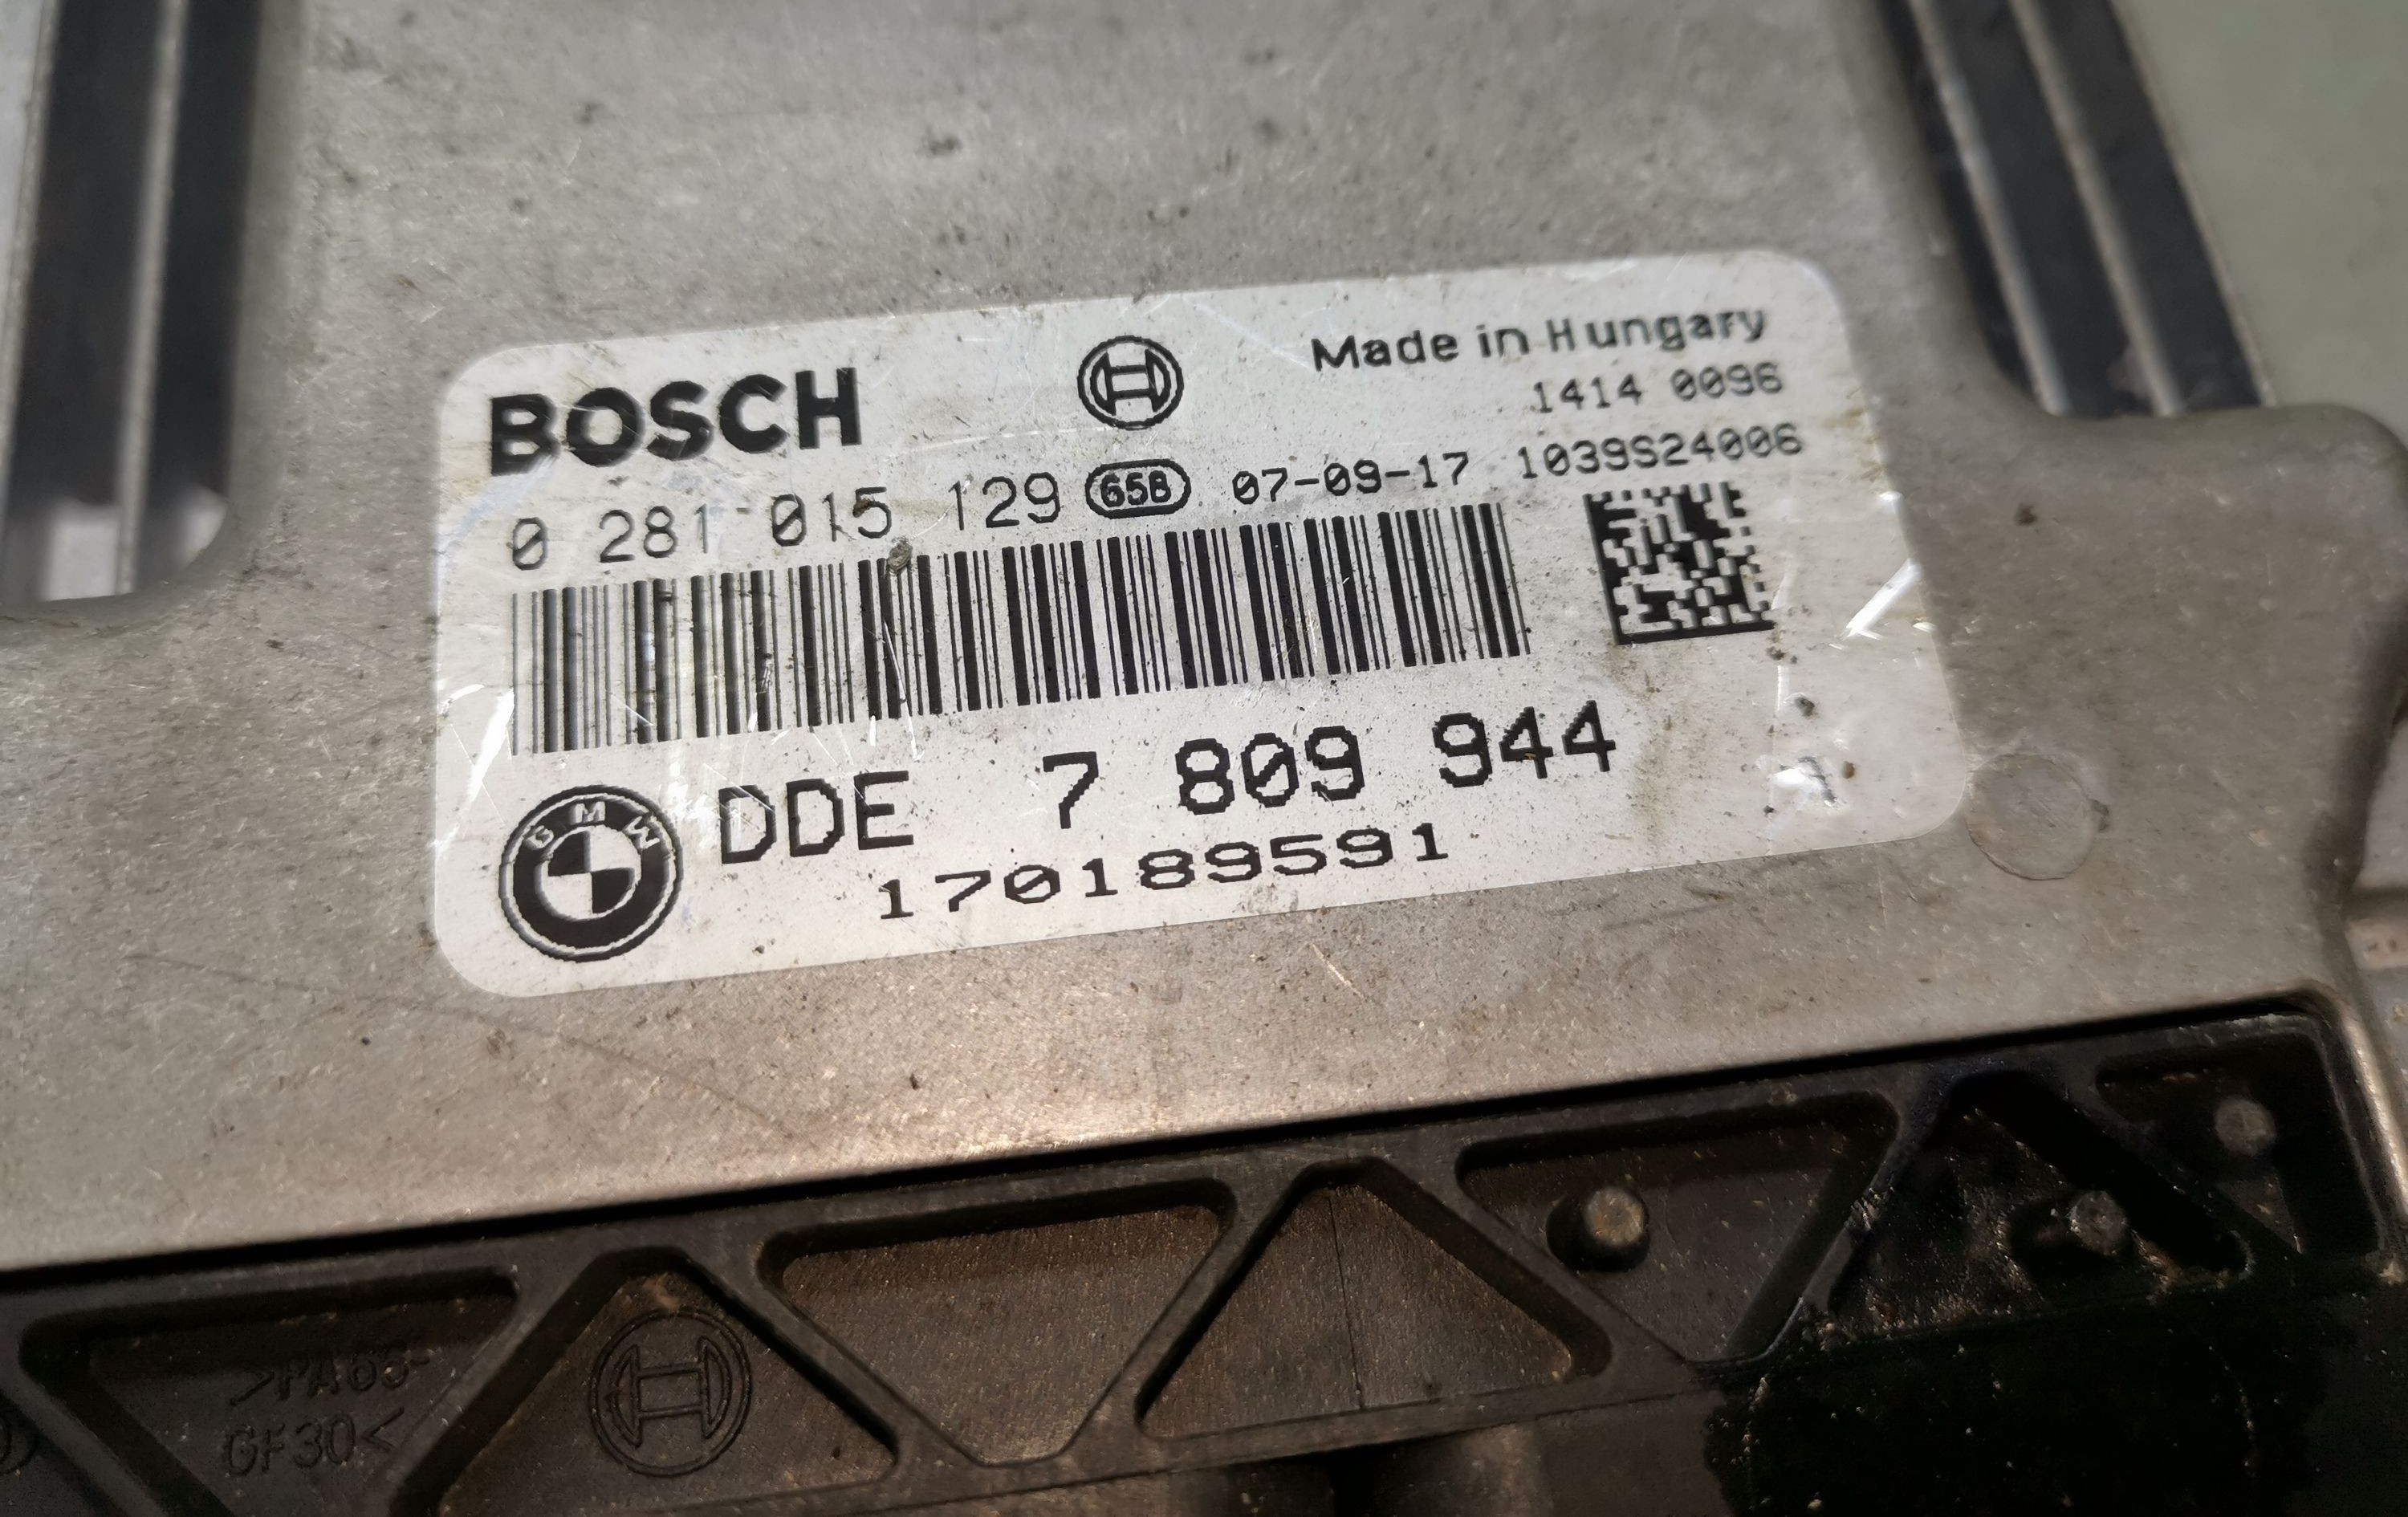 BOSCH
Made in Hungary
1414 0096
0 281 015 129 65B 07-09-17 1039S24006
BMW
DDE 7 809 944
170189591
>PA66-
GF30<